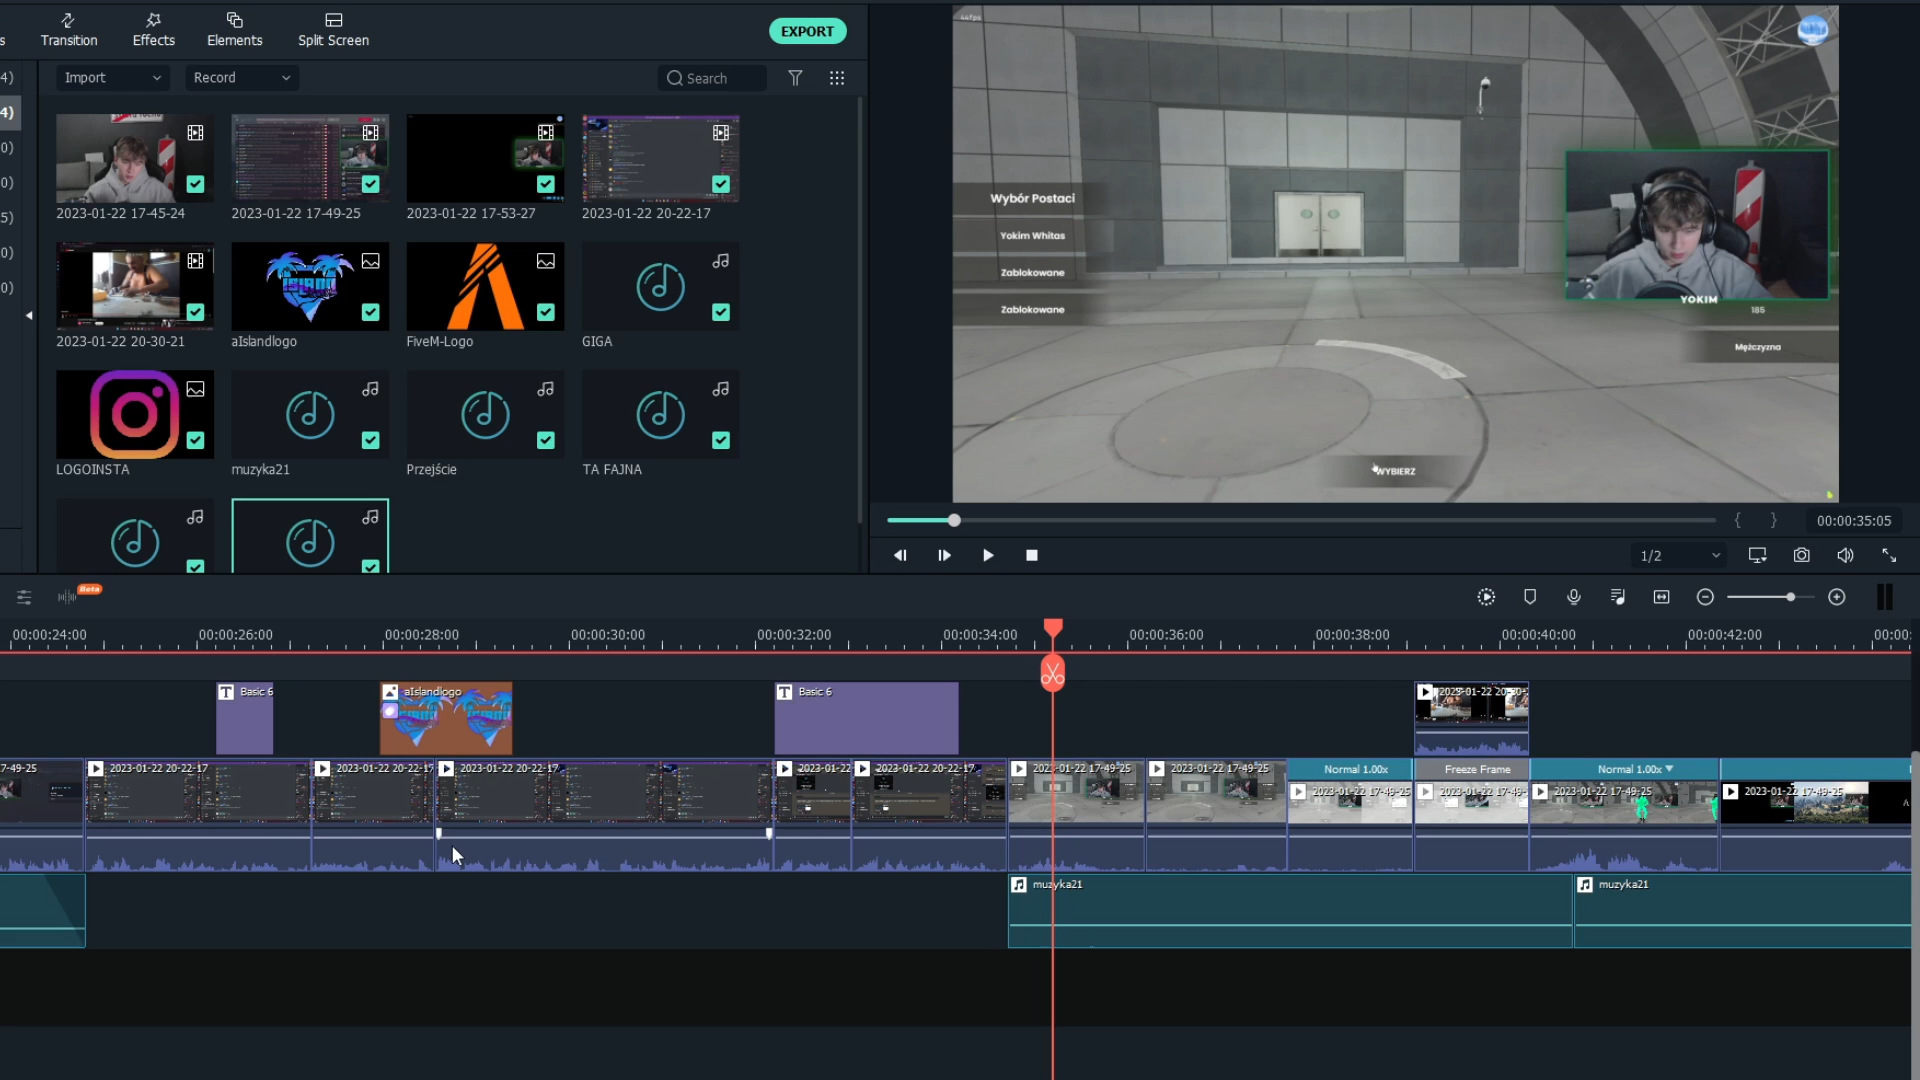 Transition
Effects
Elements
Split Screen
EXPORT
Import
Record
Search
2023-01-22 17-45-24
2023-01-22 17-49-25
2023-01-22 17-53-27
2023-01-22 20-22-17
2023-01-22 20-30-21
aIslandlogo
FiveM-Logo
GIGA
LOGOINSTA
muzyka21
Przejście
TA FAJNA
44fps
Wybór Postaci
Yokim Whitas
Zablokowane
Zablokowane
YOKIM
185
Mężczyzna
WYBIERZ
{ }
00:00:35:05
1/2
Beta
00:00:24:00
00:00:26:00
00:00:28:00
00:00:30:00
00:00:32:00
00:00:34:00
00:00:36:00
00:00:38:00
00:00:40:00
00:00:42:00
00:00:
Basic 6
aIslandlogo
Basic 6
2023-01-22 20-30-
7-49-25
2023-01-22 20-22-17
2023-01-22 20-22-17
2023-01-22 20-22-17
2023-01-22
2023-01-22 20-22-17
2023-01-22 17-49-25
2023-01-22 17-49-25
Normal 1.00x
Freeze Frame
Normal 1.00x
2023-01-22 17-49-25
2023-01-22 17-49-
2023-01-22 17-49-25
2023-01-22 17-49-25
muzyka21
muzyka21